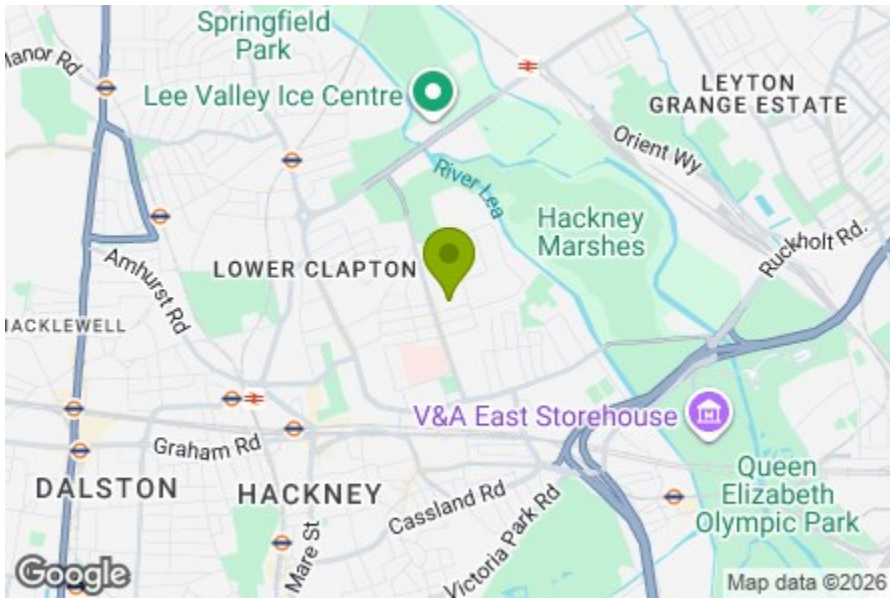 Springfield
Park
Manor Rd
Lee Valley Ice Centre
LEYTON
GRANGE ESTATE
Orient Wy
River Lea
Hackney
Marshes
Ruckholt Rd.
LOWER CLAPTON
Amhurst Rd
HACKLEWELL
V&A East Storehouse
Graham Rd
Queen
Elizabeth
Olympic Park
DALSTON
HACKNEY
Cassland Rd
Victoria Park Rd
Mare St
Google
Map data ©2026